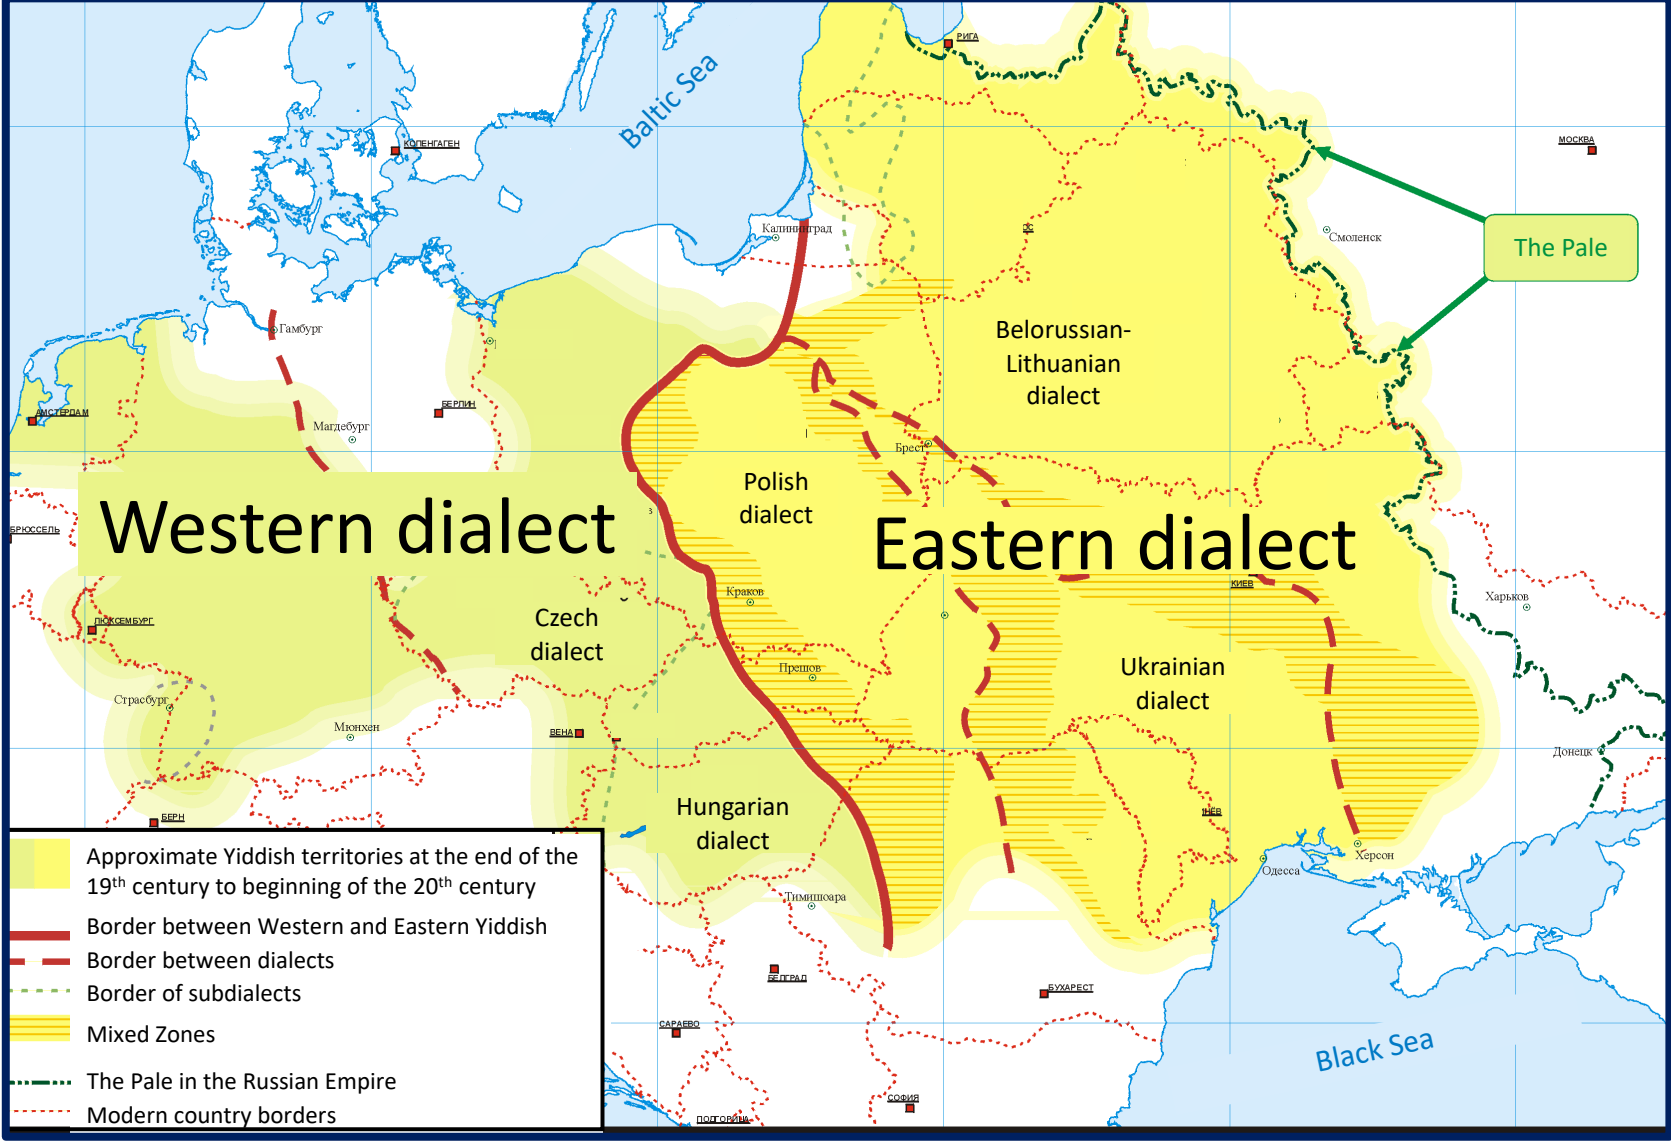 РИГА
Baltic Sea
КОПЕНГАГЕН
МОСКВА
Калининград
Смоленск
The Pale
Гамбург
Belorussian-
Lithuanian
dialect
АМСТЕРДАМ
БЕРЛИН
Магдебург
Брест
Polish
dialect
Western dialect
Eastern dialect
БРЮССЕЛЬ
КИЕВ
Краков
Харьков
Czech
dialect
ЛЮКСЕМБУРГ
Прешов
Ukrainian
dialect
Страсбург
Мюнхен
ВЕНА
Донецк
Hungarian
dialect
БЕРН
Херсон
Одесса
Тимишоара
Approximate Yiddish territories at the end of the
19th century to beginning of the 20th century
Border between Western and Eastern Yiddish
Border between dialects
Border of subdialects
Mixed Zones
The Pale in the Russian Empire
Modern country borders
БЕЛГРАД
БУХАРЕСТ
САРАЕВО
Black Sea
СОФИЯ
ПОДГОРИЦА